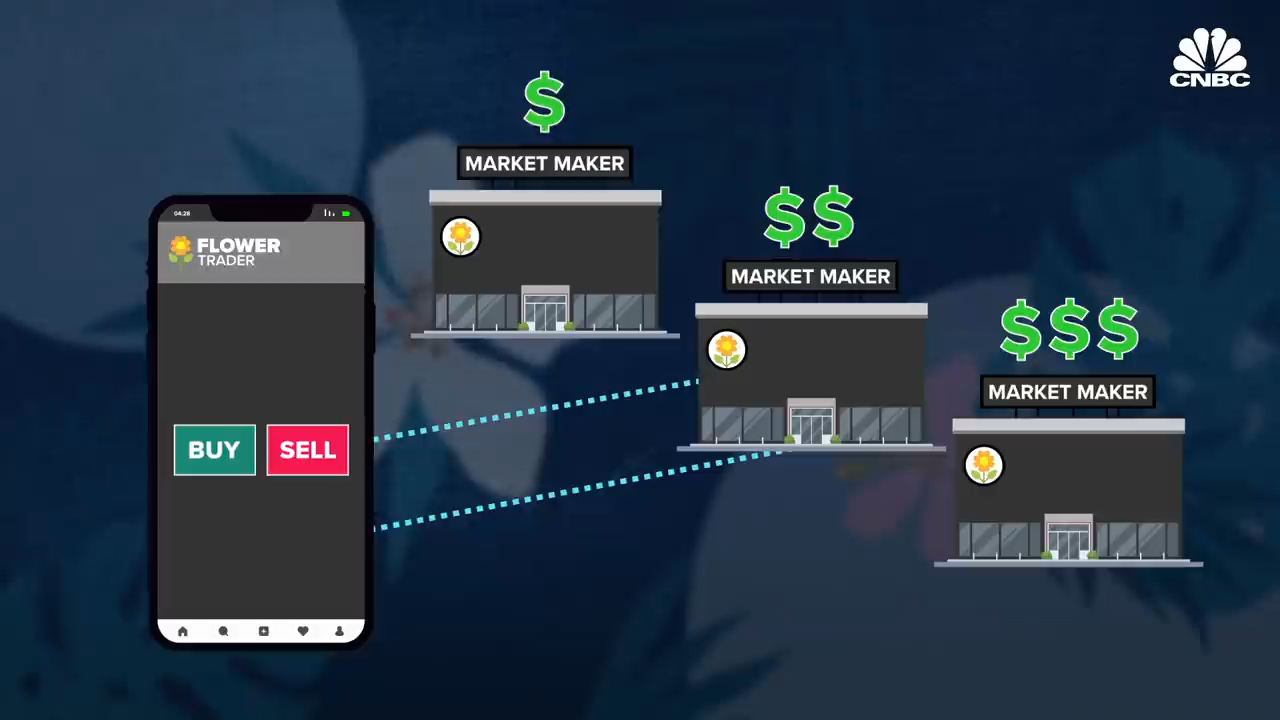 CNBC
$
MARKET MAKER
$$
MARKET MAKER
$$$
MARKET MAKER
04:28
FLOWER
TRADER
BUY
SELL